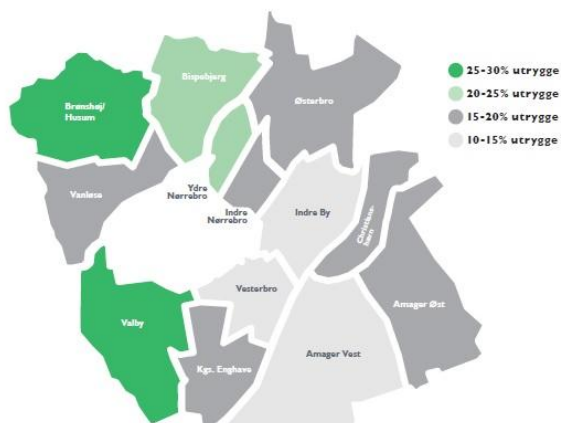 Bispebjerg
Brønshøj/
Husum
Østerbro
25-30% utrygge
20-25% utrygge
15-20% utrygge
10-15% utrygge
Vanløse
Ydre
Nørrebro
Indre
Nørrebro
Indre By
Christians-
havn
Vesterbro
Valby
Amager Øst
Kgs. Enghave
Amager Vest